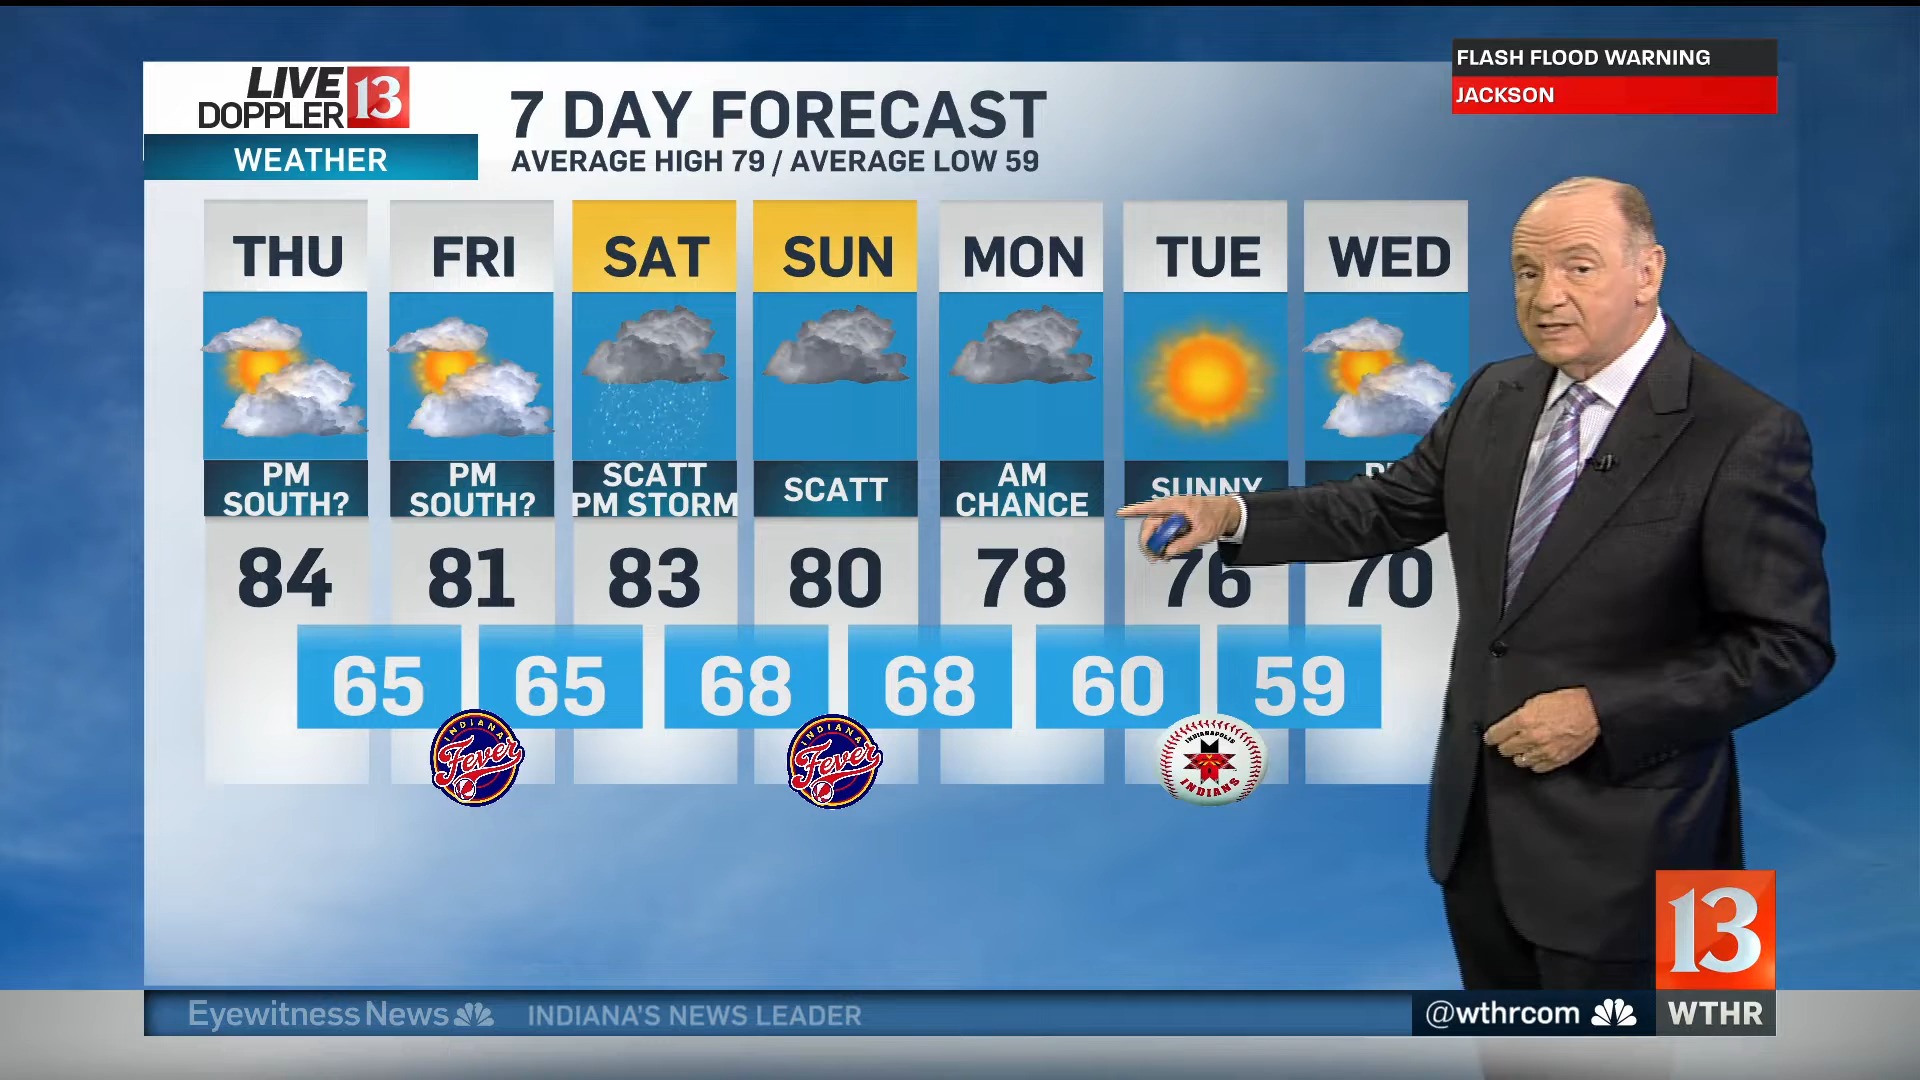 LIVE
DOPPLER 13
WEATHER
7 DAY FORECAST
AVERAGE HIGH 79 / AVERAGE LOW 59
FLASH FLOOD WARNING
JACKSON
THU FRI SAT SUN MON TUE WED
PM
SOUTH?
PM
SOUTH?
SCATT
PM STORM
SCATT
AM
CHANCE
SUNNY
84 81 83 80 78 76 70
65 65 68 68 60 59
INDIANA
Fever
INDIANA
Fever
INDIANAPOLIS
INDIANS
13
Eyewitness News INDIANA'S NEWS LEADER
@wthrcom WTHR